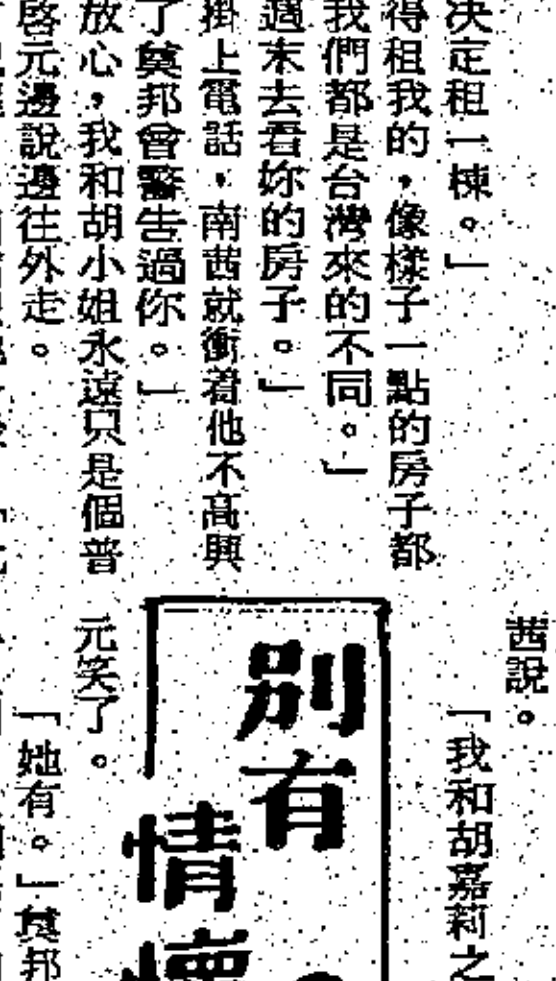 決定租一棟。」
得租我的，像樣子一點的房子都
我們都是台灣來的不同。」
週末去看妳的房子。」
掛上電話，南茜就衝着他不高興
了奠邦曾警告過你。」
放心，我和胡小姐永遠只是個普
啓元邊說邊往外走。
茜說。
「我和胡嘉莉之
別有
情懷
元笑了。
「她有。」奠邦